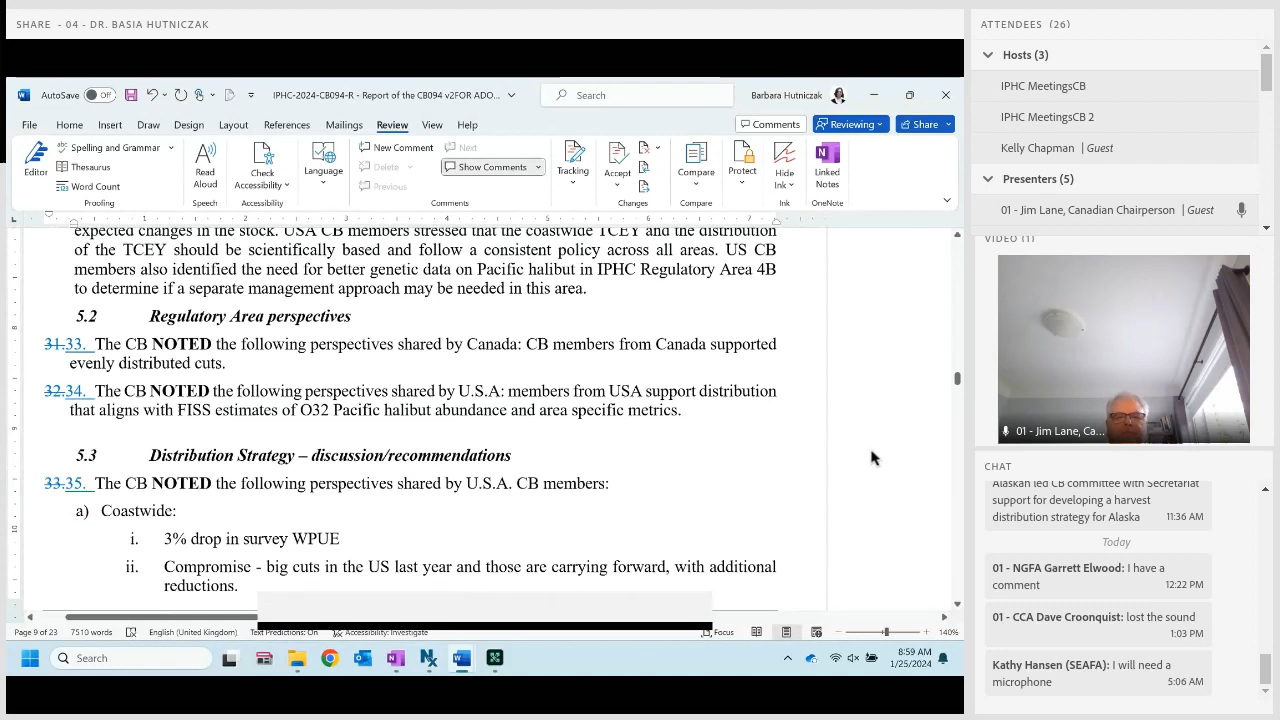 SHARE - 04 - DR. BASIA HUTNICZAK
AutoSave Off
IPHC-2024-CB094-R - Report of the CB094 v2FOR ADO...
Search
Barbara Hutniczak
File Home Insert Draw Design Layout References Mailings Review View Help
Comments Reviewing Share
Editor
Spelling and Grammar
Thesaurus
Word Count
Proofing
Read Aloud
Speech
Check Accessibility
Accessibility
Language
New Comment
Delete
Previous
Next
Show Comments
Comments
Tracking
Accept
Changes
Compare
Compare
Protect
Hide Ink
Ink
Linked Notes
OneNote
1 2 3 4 5 6 7
expected changes in the stock. USA CB members stressed that the coastwide TCEY and the distribution
of the TCEY should be scientifically based and follow a consistent policy across all areas. US CB
members also identified the need for better genetic data on Pacific halibut in IPHC Regulatory Area 4B
to determine if a separate management approach may be needed in this area.
5.2 Regulatory Area perspectives
31.33. The CB NOTED the following perspectives shared by Canada: CB members from Canada supported
evenly distributed cuts.
32.34. The CB NOTED the following perspectives shared by U.S.A: members from USA support distribution
that aligns with FISS estimates of O32 Pacific halibut abundance and area specific metrics.
5.3 Distribution Strategy – discussion/recommendations
33.35. The CB NOTED the following perspectives shared by U.S.A. CB members:
a) Coastwide:
i. 3% drop in survey WPUE
ii. Compromise - big cuts in the US last year and those are carrying forward, with additional
reductions.
Page 9 of 23 7510 words English (United Kingdom) Text Predictions: On Accessibility: Investigate Focus 140%
Search
8:59 AM
1/25/2024
ATTENDEES (26)
Hosts (3)
IPHC MeetingsCB
IPHC MeetingsCB 2
Kelly Chapman | Guest
Presenters (5)
01 - Jim Lane, Canadian Chairperson | Guest
VIDEO (1)
01 - Jim Lane, Ca...
CHAT
Alaskan led CB committee with Secretariat
support for developing a harvest
distribution strategy for Alaska 11:36 AM
Today
01 - NGFA Garrett Elwood: I have a
comment 12:22 PM
01 - CCA Dave Croonquist: lost the
sound 1:03 PM
Kathy Hansen (SEAFA): I will need a
microphone 5:06 AM